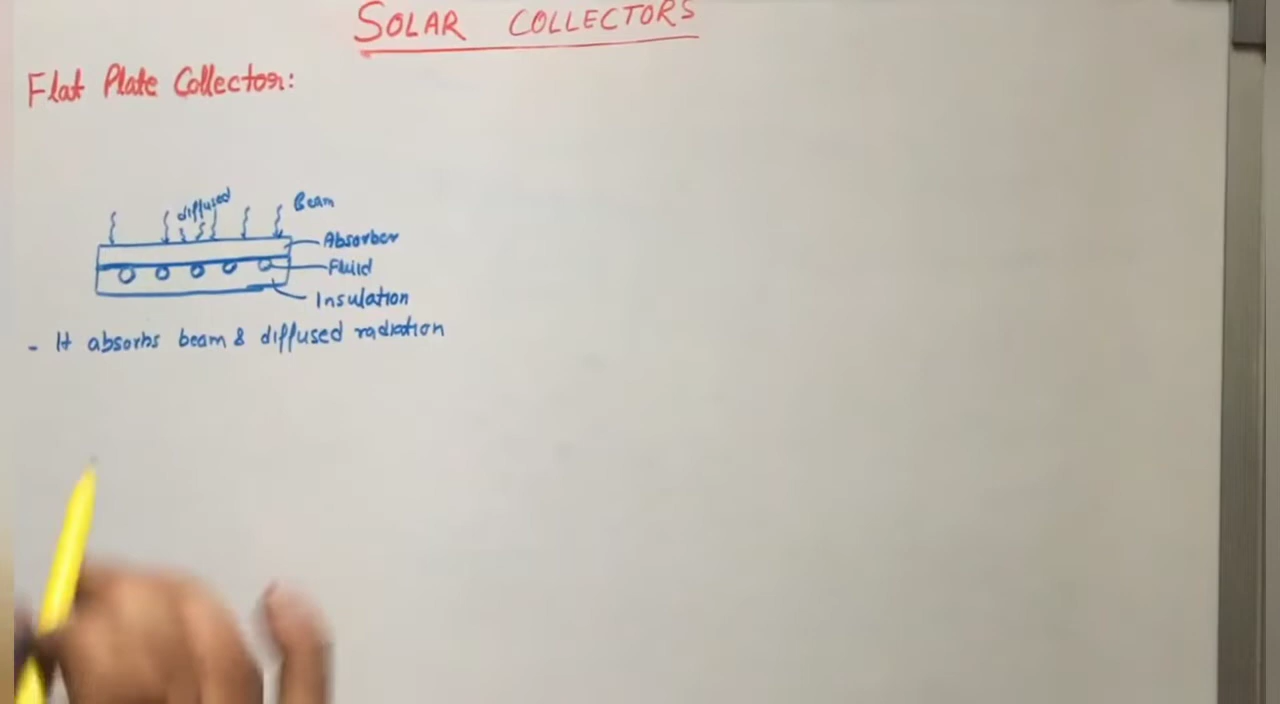 SOLAR COLLECTORS
Flat Plate Collector:
diffused
Beam
Absorber
Fluid
Insulation
- It absorbs beam & diffused radiation